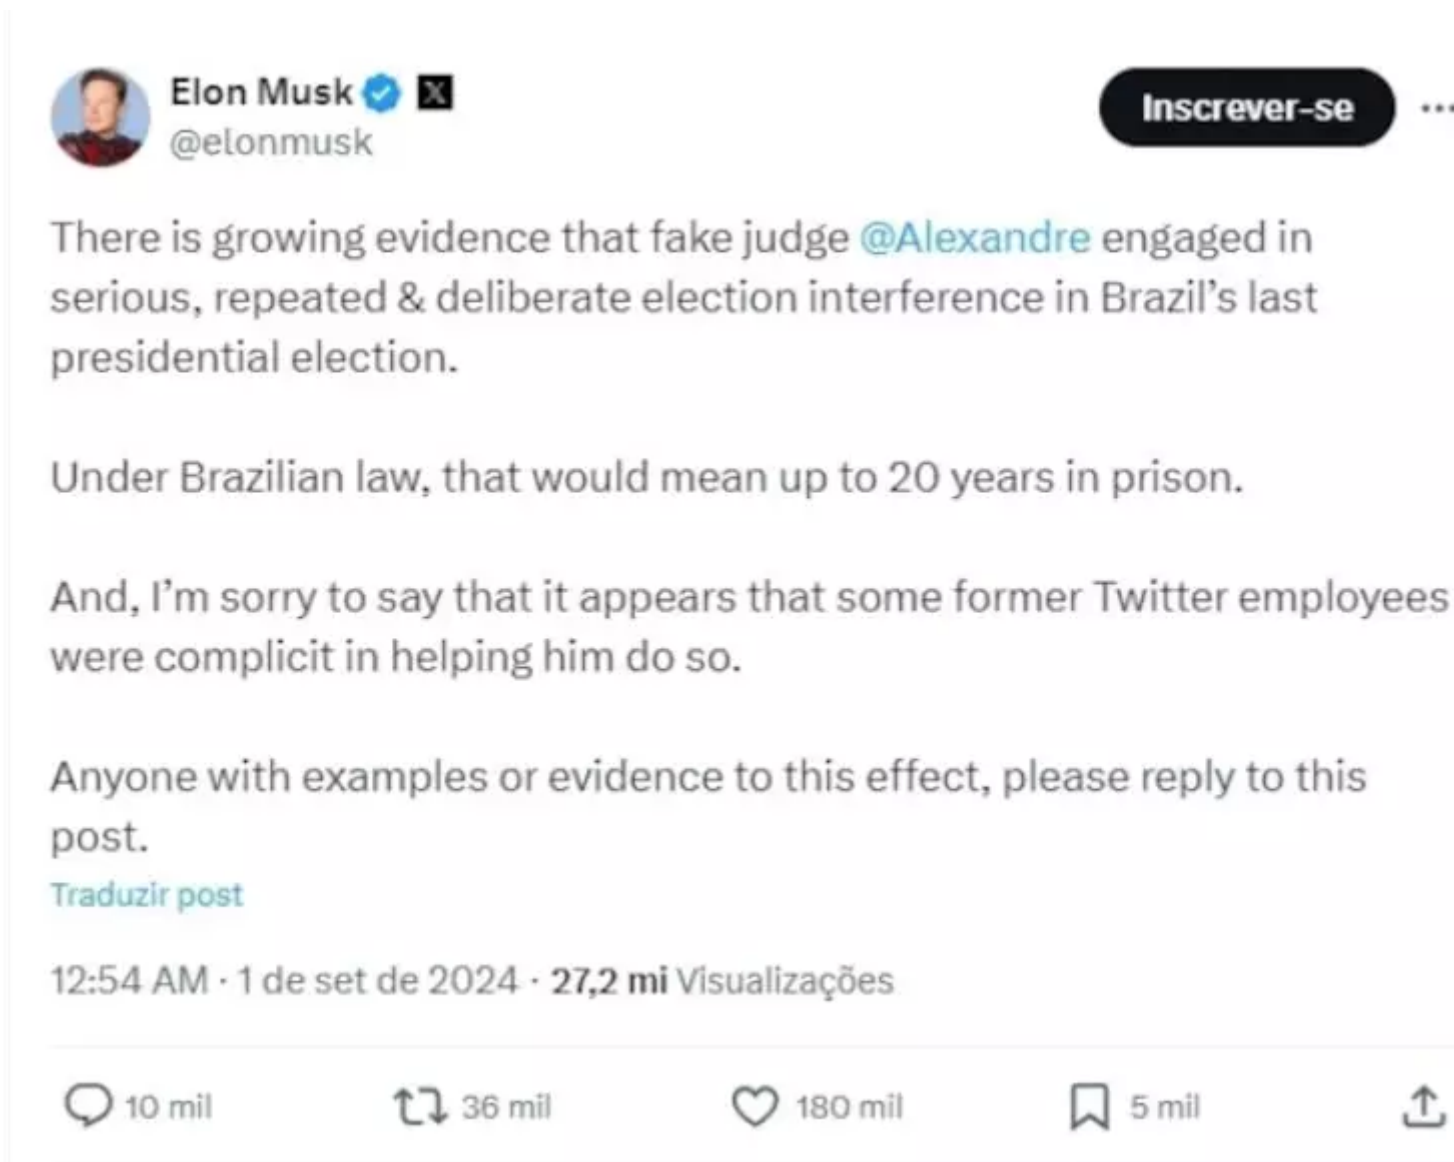 Elon Musk
Inscrever-se
@elonmusk
There is growing evidence that fake judge @Alexandre engaged in
serious, repeated & deliberate election interference in Brazil’s last
presidential election.
Under Brazilian law, that would mean up to 20 years in prison.
And, I’m sorry to say that it appears that some former Twitter employees
were complicit in helping him do so.
Anyone with examples or evidence to this effect, please reply to this
post.
Traduzir post
12:54 AM · 1 de set de 2024 · 27,2 mi Visualizações
10 mil 36 mil 180 mil 5 mil